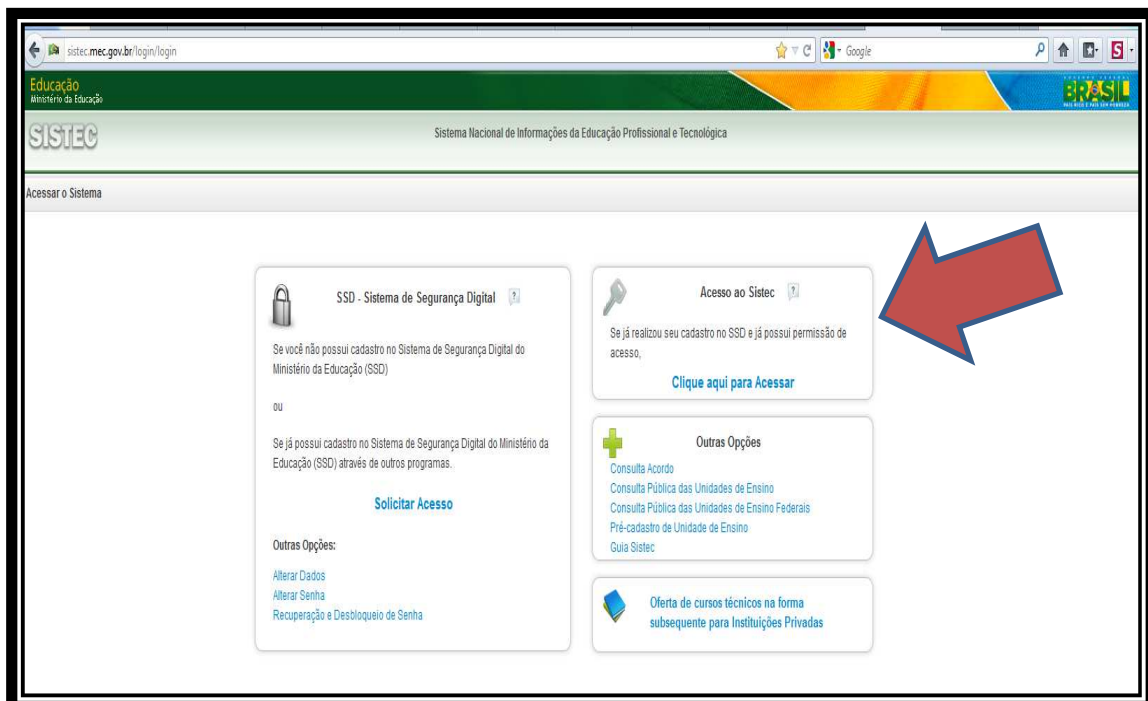 sistec.mec.gov.br/login/login
Google
Educação
Ministério da Educação
BRASIL
SISTEC
Sistema Nacional de Informações da Educação Profissional e Tecnológica
Acessar o Sistema
SSD - Sistema de Segurança Digital ?
Se você não possui cadastro no Sistema de Segurança Digital do
Ministério da Educação (SSD)
ou
Se já possui cadastro no Sistema de Segurança Digital do Ministério da
Educação (SSD) através de outros programas.
Solicitar Acesso
Outras Opções:
Alterar Dados
Alterar Senha
Recuperação e Desbloqueio de Senha
Acesso ao Sistec ?
Se já realizou seu cadastro no SSD e já possui permissão de
acesso,
Clique aqui para Acessar
Outras Opções
Consulta Acordo
Consulta Pública das Unidades de Ensino
Consulta Pública das Unidades de Ensino Federais
Pré-cadastro de Unidade de Ensino
Guia Sistec
Oferta de cursos técnicos na forma
subsequente para Instituições Privadas